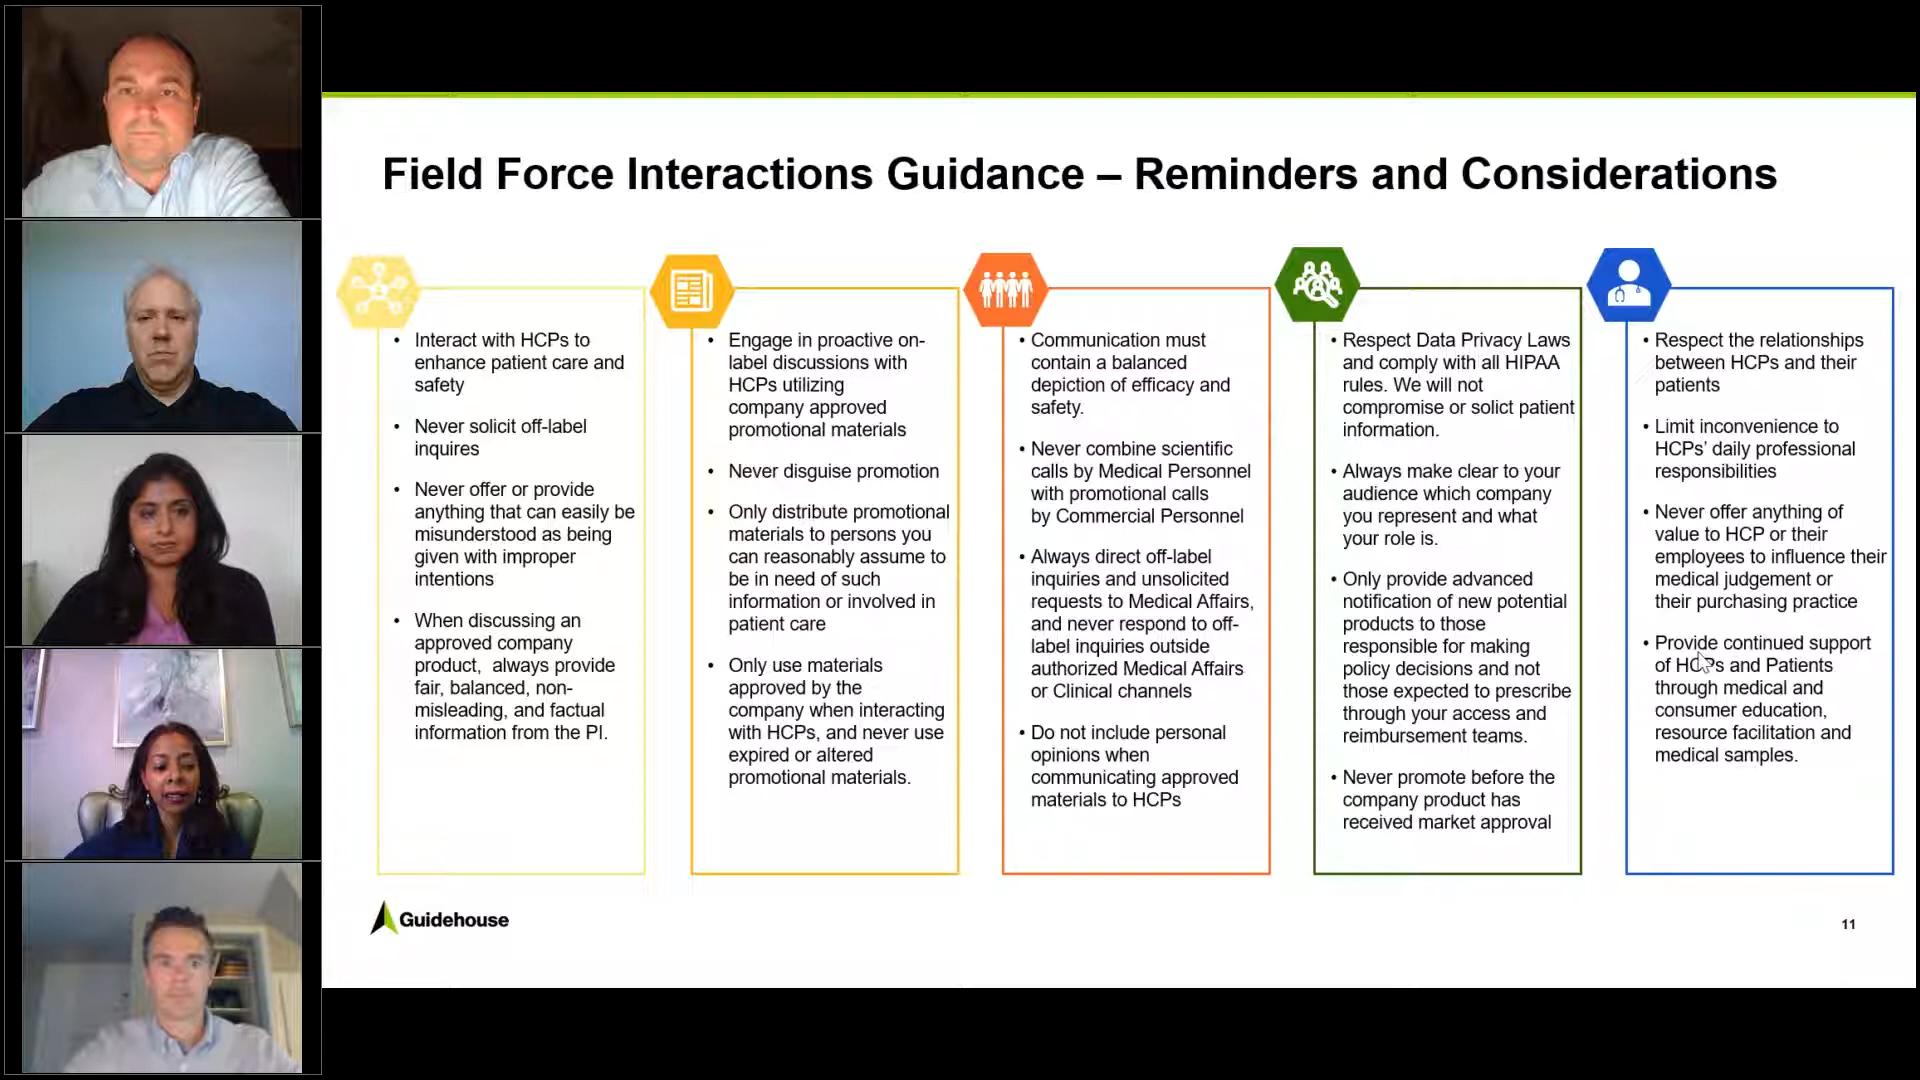 Field Force Interactions Guidance – Reminders and Considerations
• Interact with HCPs to
enhance patient care and
safety
• Never solicit off-label
inquires
• Never offer or provide
anything that can easily be
misunderstood as being
given with improper
intentions
• When discussing an
approved company
product, always provide
fair, balanced, non-
misleading, and factual
information from the PI.
• Engage in proactive on-
label discussions with
HCPs utilizing
company approved
promotional materials
• Never disguise promotion
• Only distribute promotional
materials to persons you
can reasonably assume to
be in need of such
information or involved in
patient care
• Only use materials
approved by the
company when interacting
with HCPs, and never use
expired or altered
promotional materials.
• Communication must
contain a balanced
depiction of efficacy and
safety.
• Never combine scientific
calls by Medical Personnel
with promotional calls
by Commercial Personnel
• Always direct off-label
inquiries and unsolicited
requests to Medical Affairs,
and never respond to off-
label inquiries outside
authorized Medical Affairs
or Clinical channels
• Do not include personal
opinions when
communicating approved
materials to HCPs
• Respect Data Privacy Laws
and comply with all HIPAA
rules. We will not
compromise or solict patient
information.
• Always make clear to your
audience which company
you represent and what
your role is.
• Only provide advanced
notification of new potential
products to those
responsible for making
policy decisions and not
those expected to prescribe
through your access and
reimbursement teams.
• Never promote before the
company product has
received market approval
• Respect the relationships
between HCPs and their
patients
• Limit inconvenience to
HCPs’ daily professional
responsibilities
• Never offer anything of
value to HCP or their
employees to influence their
medical judgement or
their purchasing practice
• Provide continued support
of HCPs and Patients
through medical and
consumer education,
resource facilitation and
medical samples.
Guidehouse
11